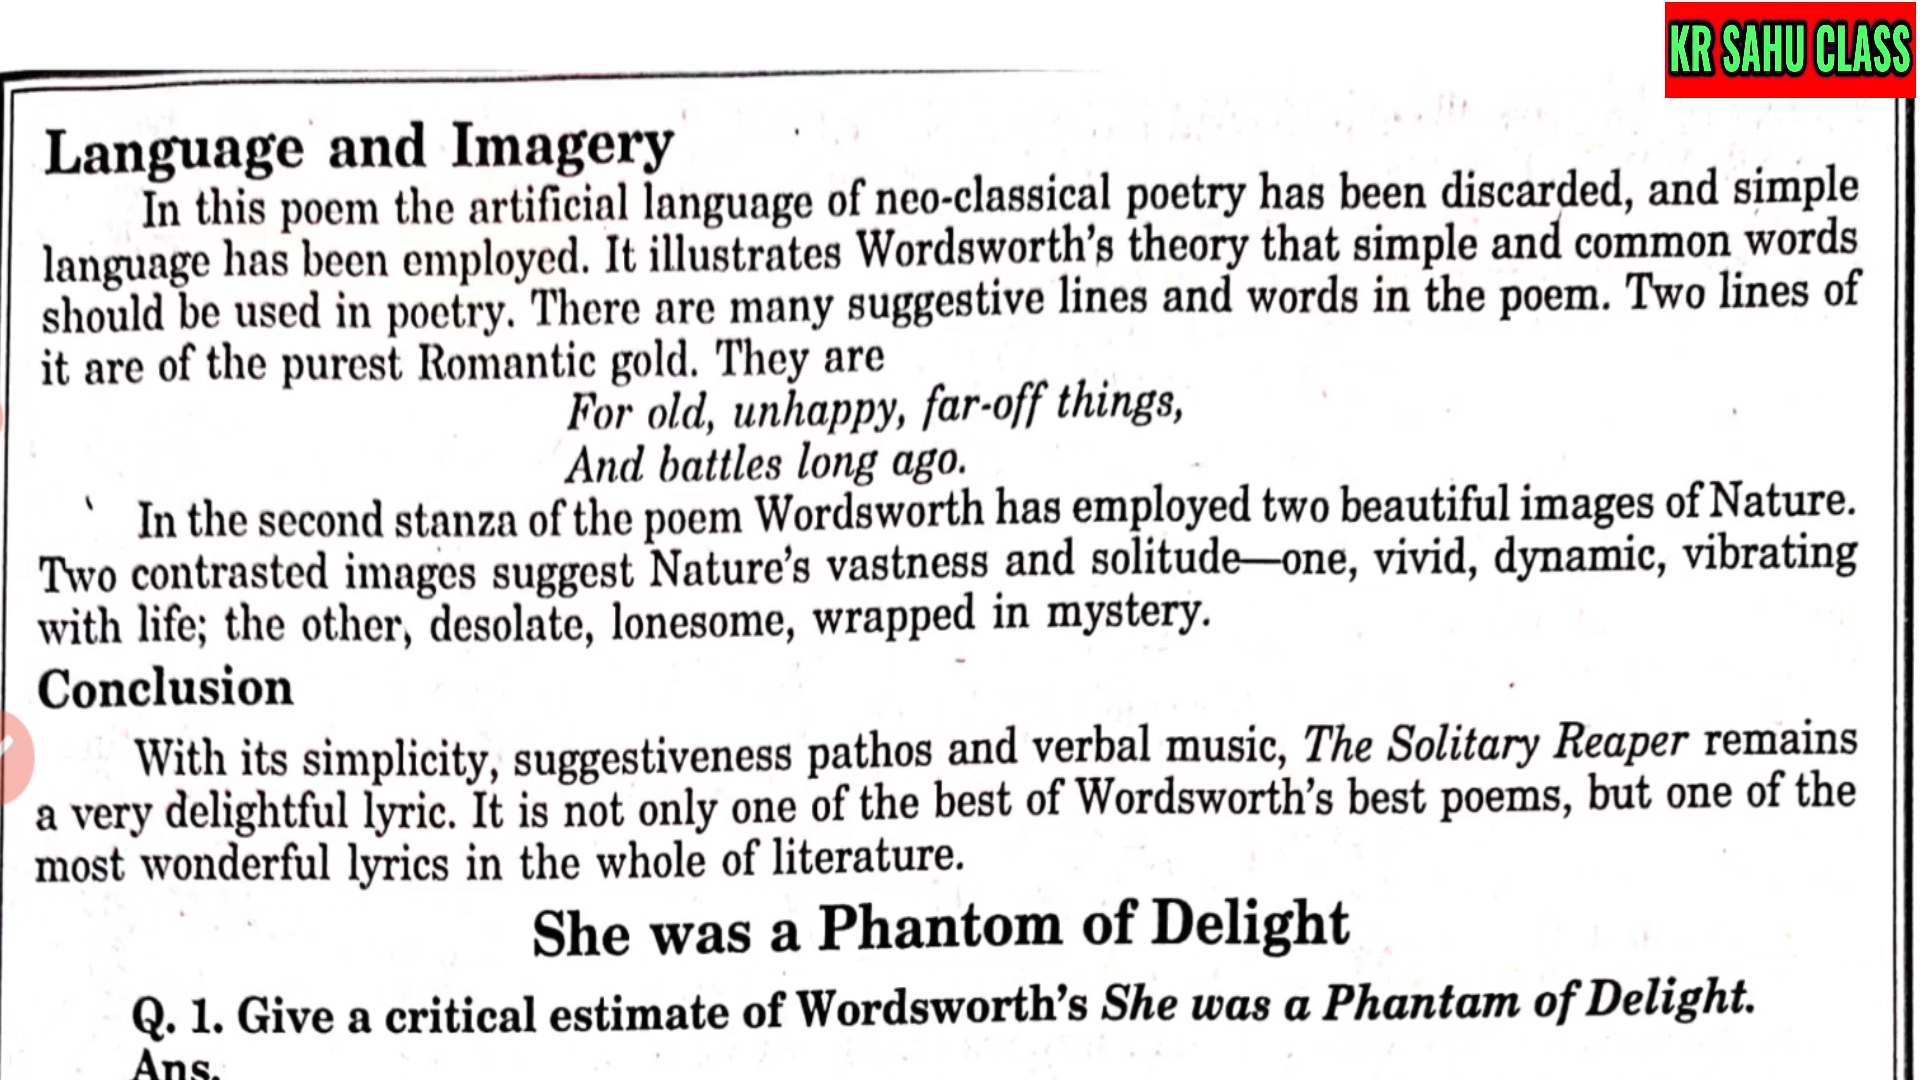 KR SAHU CLASS
Language and Imagery
In this poem the artificial language of neo-classical poetry has been discarded, and simple
language has been employed. It illustrates Wordsworth's theory that simple and common words
should be used in poetry. There are many suggestive lines and words in the poem. Two lines of
it are of the purest Romantic gold. They are
For old, unhappy, far-off things,
And battles long ago.
In the second stanza of the poem Wordsworth has employed two beautiful images of Nature.
Two contrasted images suggest Nature's vastness and solitude—one, vivid, dynamic, vibrating
with life; the other, desolate, lonesome, wrapped in mystery.
Conclusion
With its simplicity, suggestiveness pathos and verbal music, The Solitary Reaper remains
a very delightful lyric. It is not only one of the best of Wordsworth's best poems, but one of the
most wonderful lyrics in the whole of literature.
She was a Phantom of Delight
Q. 1. Give a critical estimate of Wordsworth's She was a Phantam of Delight.
Ans.